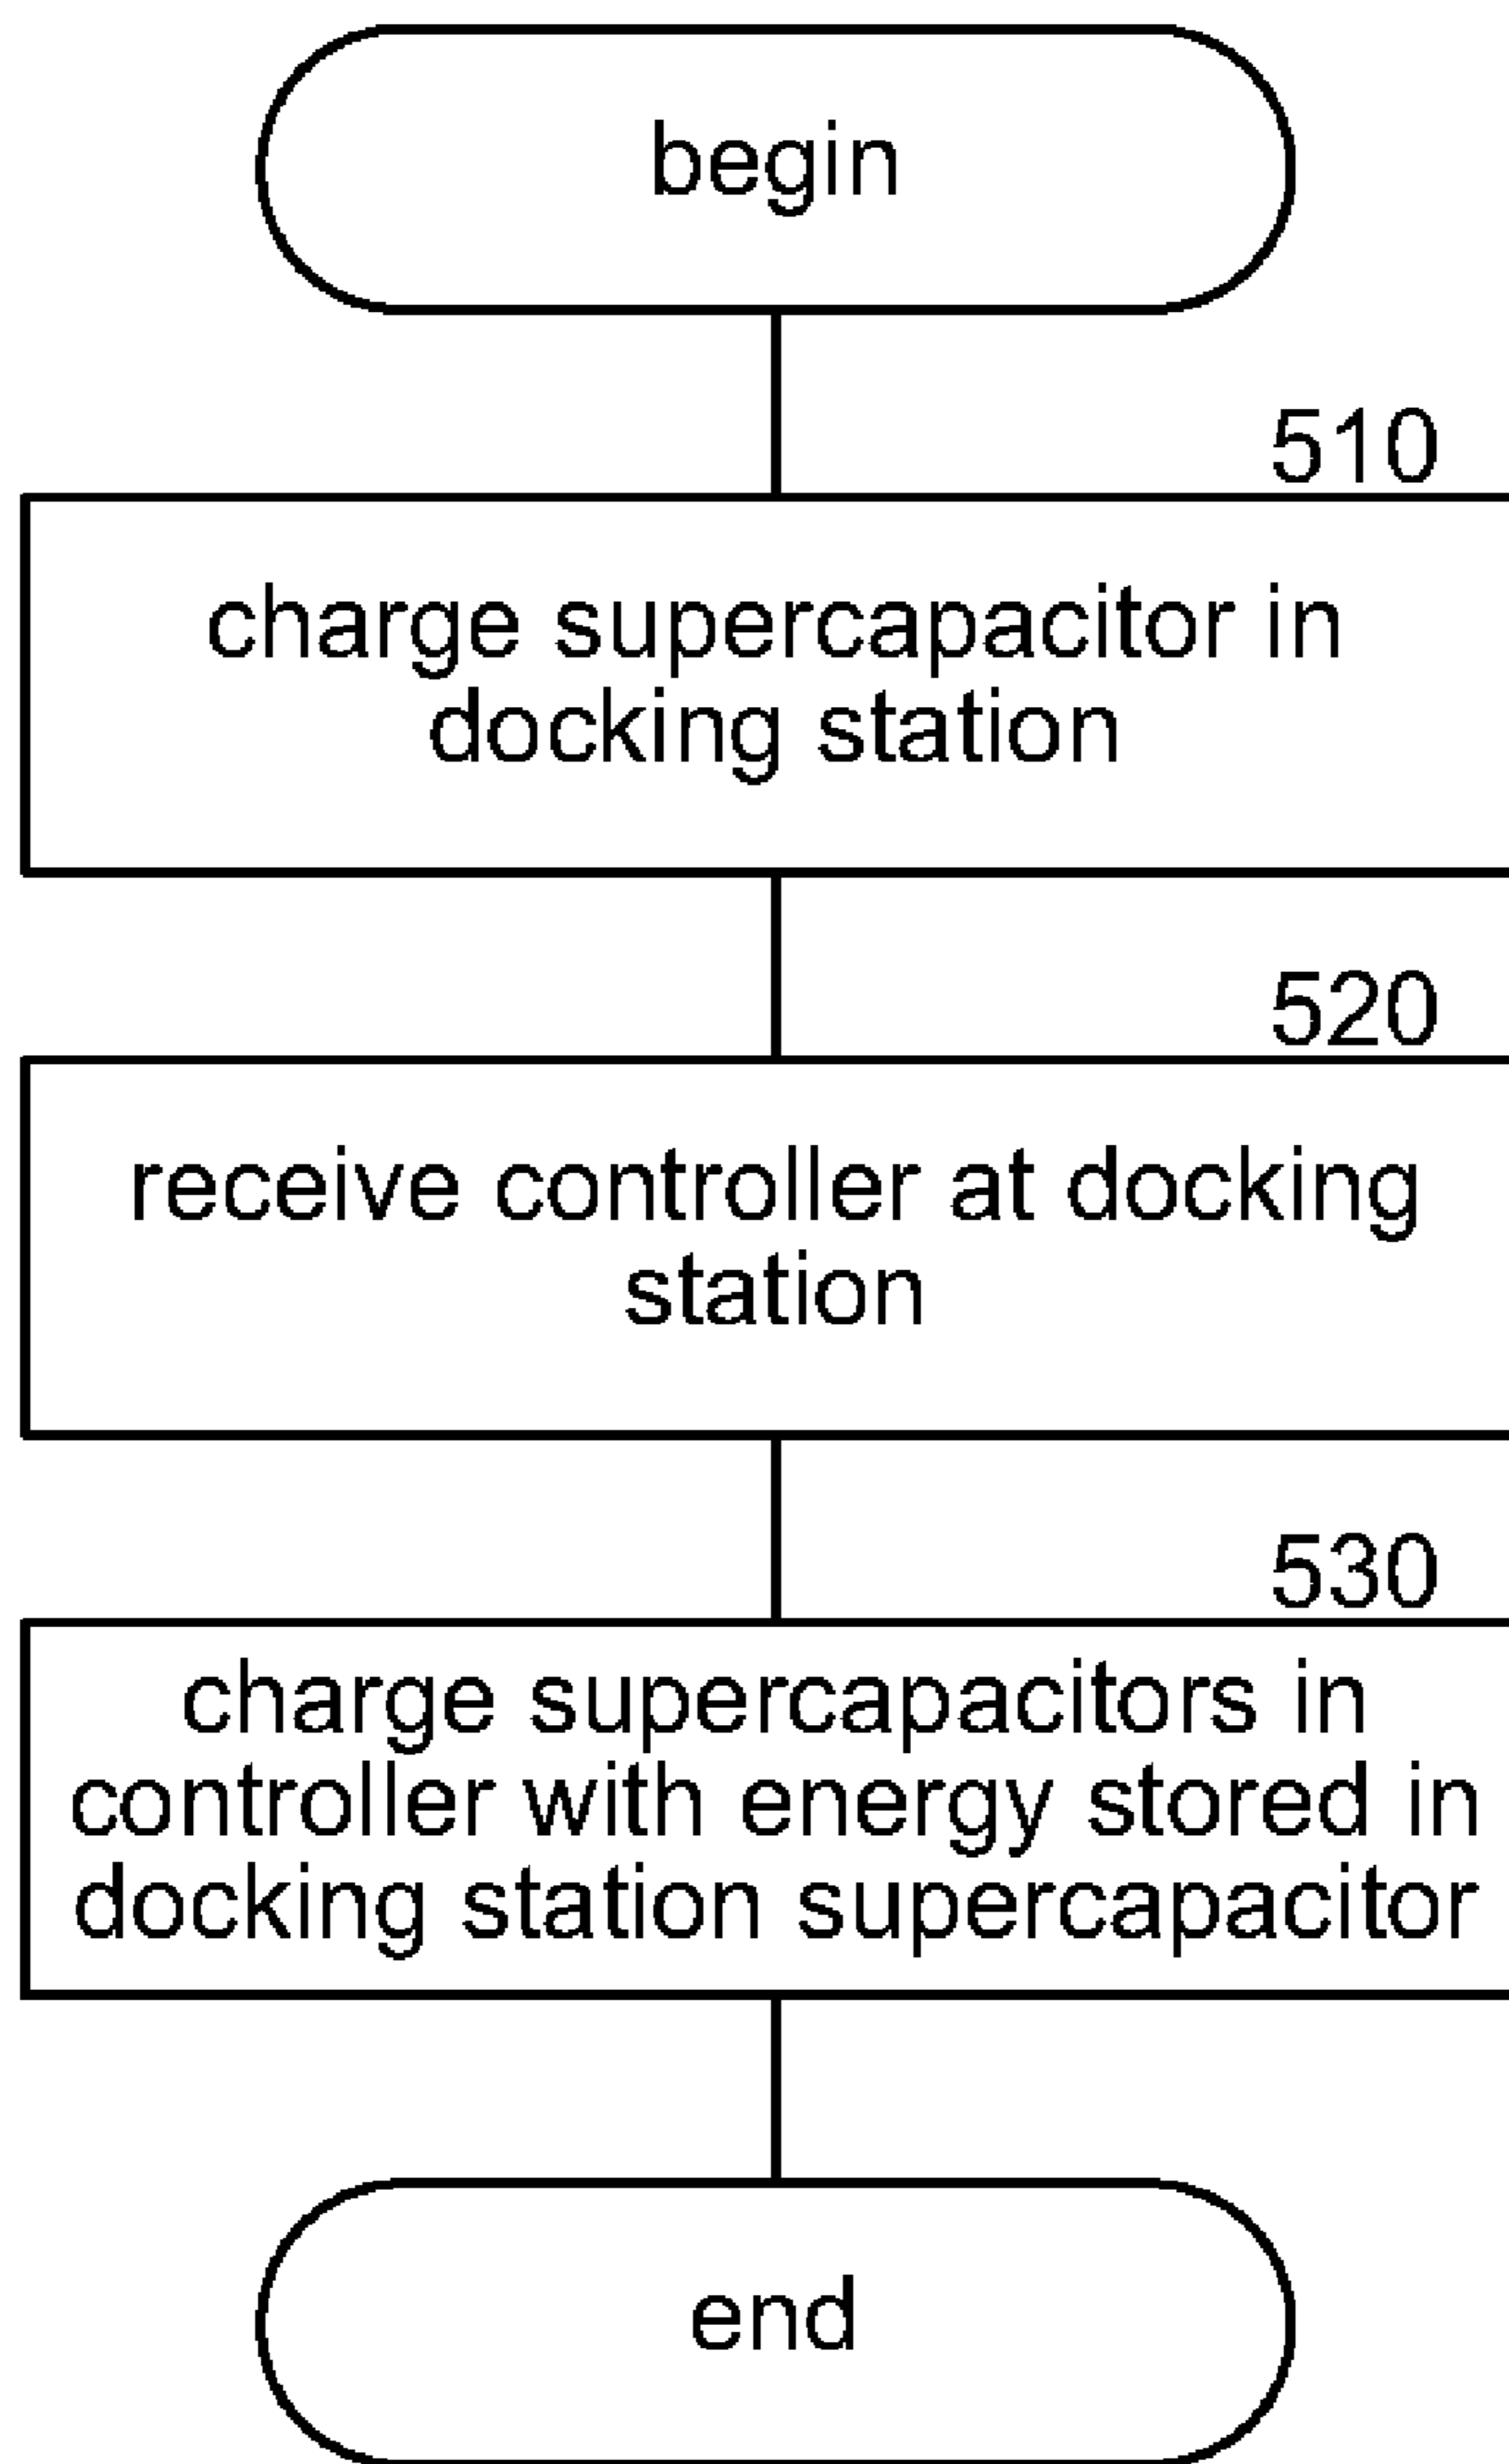 begin
510
charge supercapacitor in
docking station
520
receive controller at docking
station
530
charge supercapacitors in
controller with energy stored in
docking station supercapacitor
end